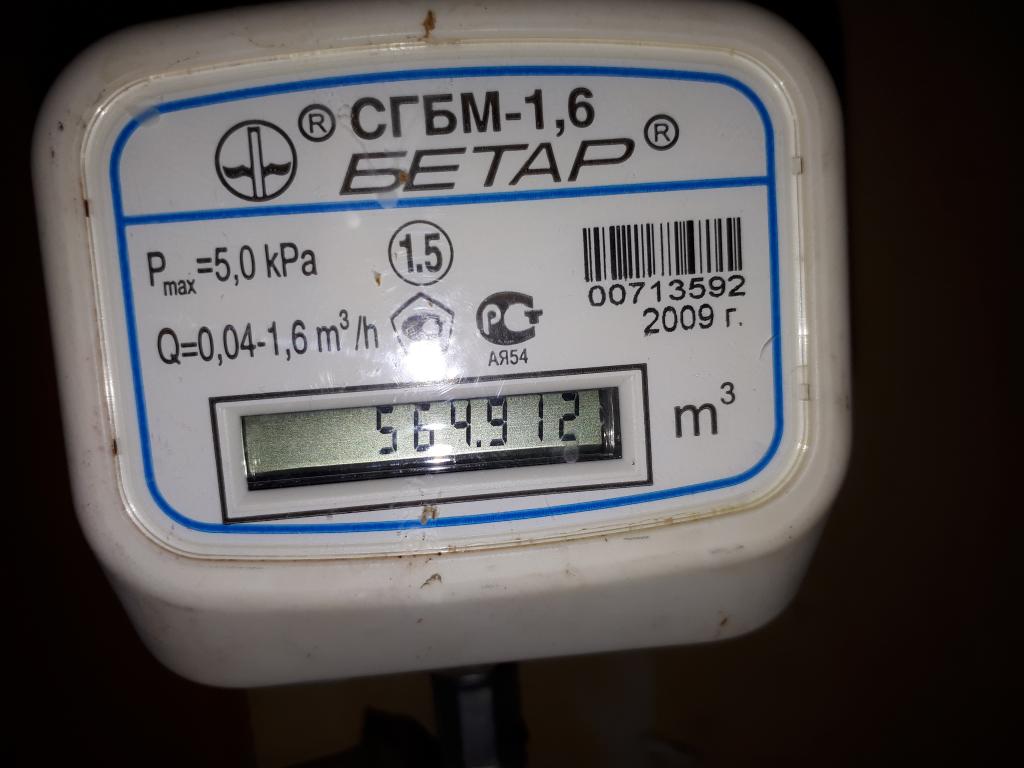 ® СГБМ-1,6
БЕТАР ®
Pmax=5,0 kPa
1.5
00713592
2009 г.
Q=0,04-1,6 m³/h
РСТ
АЯ54
564.912
m³